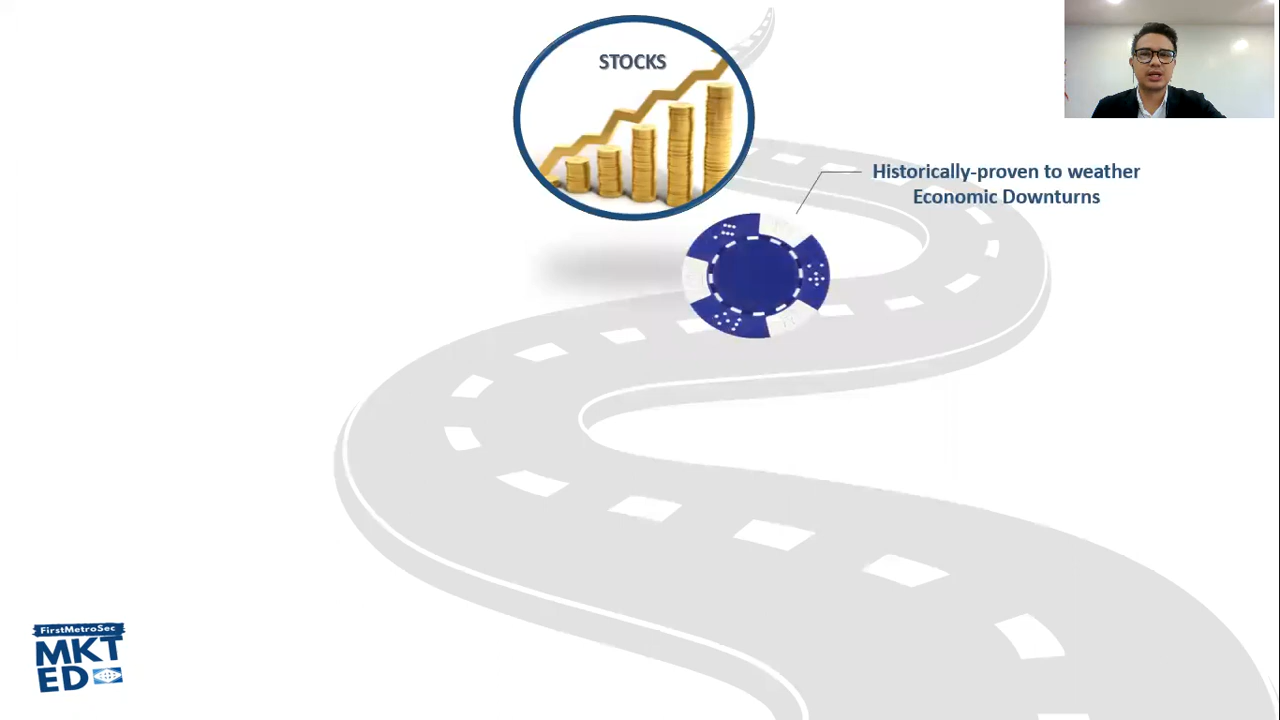 STOCKS
Historically-proven to weather
Economic Downturns
FirstMetroSec
MKT
ED